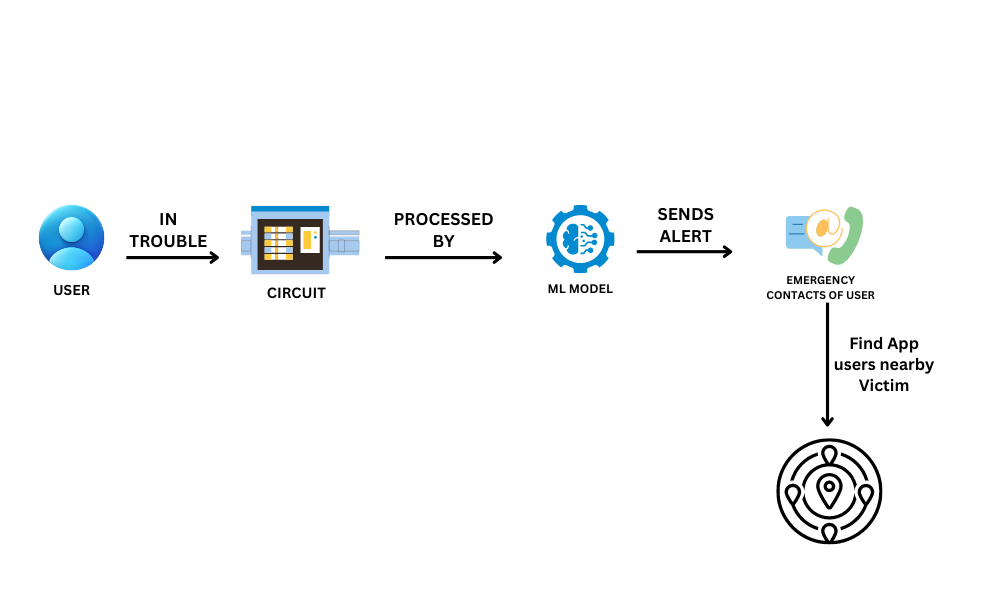 IN
TROUBLE
PROCESSED
BY
SENDS
ALERT
USER
CIRCUIT
ML MODEL
EMERGENCY
CONTACTS OF USER
Find App
users nearby
Victim